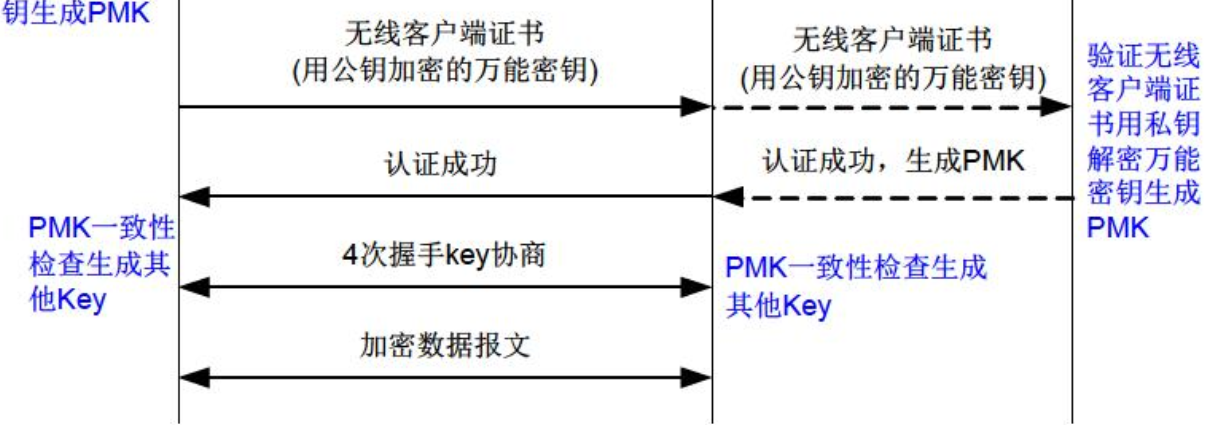 钥生成PMK
无线客户端证书
(用公钥加密的万能密钥)
无线客户端证书
(用公钥加密的万能密钥)
验证无线
客户端证
书用私钥
解密万能
密钥生成
PMK
认证成功
认证成功，生成PMK
PMK一致性
检查生成其
他Key
4次握手key协商
PMK一致性检查生成
其他Key
加密数据报文